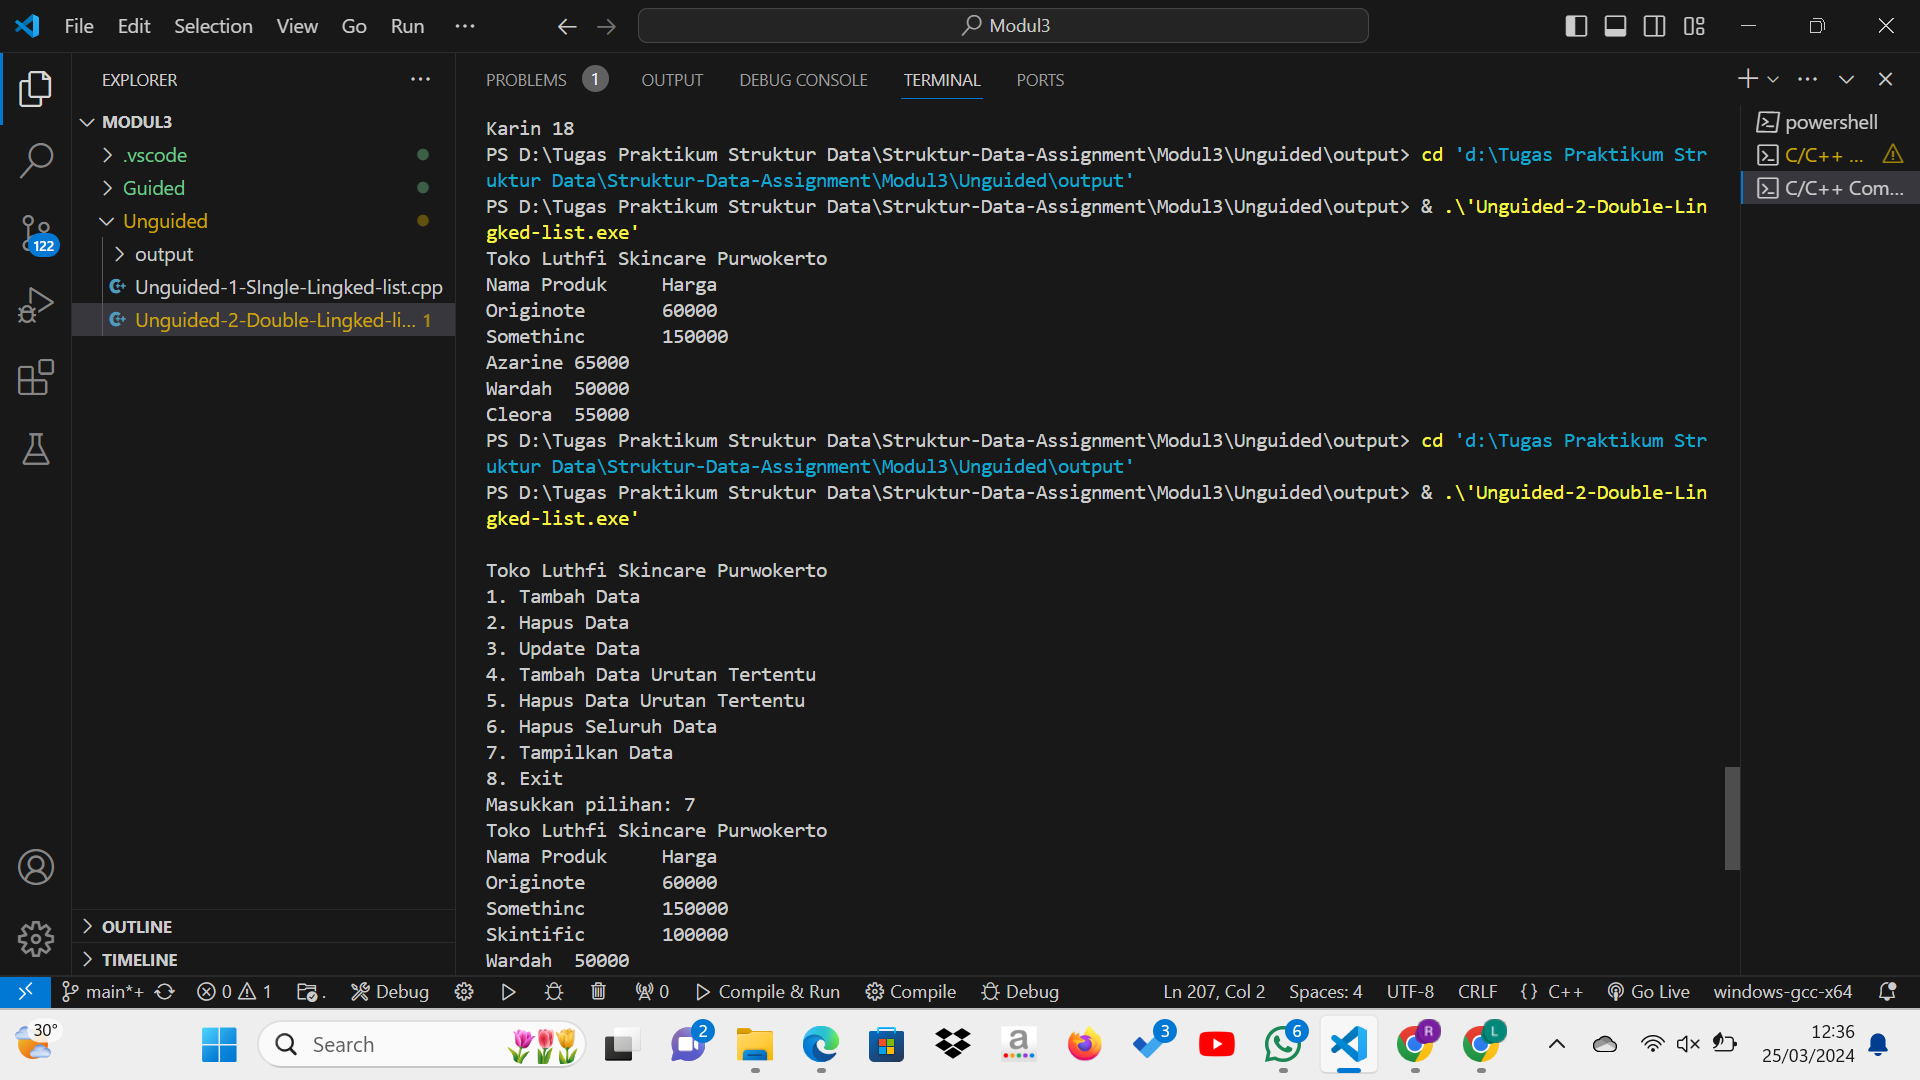 File Edit Selection View Go Run ...
Modul3
EXPLORER
MODUL3
.vscode
Guided
Unguided
output
Unguided-1-SIngle-Lingked-list.cpp
Unguided-2-Double-Lingked-li... 1
122
OUTLINE
TIMELINE
PROBLEMS 1 OUTPUT DEBUG CONSOLE TERMINAL PORTS
Karin 18
PS D:\Tugas Praktikum Struktur Data\Struktur-Data-Assignment\Modul3\Unguided\output> cd 'd:\Tugas Praktikum Str
uktur Data\Struktur-Data-Assignment\Modul3\Unguided\output'
PS D:\Tugas Praktikum Struktur Data\Struktur-Data-Assignment\Modul3\Unguided\output> & .\'Unguided-2-Double-Lin
gked-list.exe'
Toko Luthfi Skincare Purwokerto
Nama Produk     Harga
Originote       60000
Somethinc       150000
Azarine 65000
Wardah  50000
Cleora  55000
PS D:\Tugas Praktikum Struktur Data\Struktur-Data-Assignment\Modul3\Unguided\output> cd 'd:\Tugas Praktikum Str
uktur Data\Struktur-Data-Assignment\Modul3\Unguided\output'
PS D:\Tugas Praktikum Struktur Data\Struktur-Data-Assignment\Modul3\Unguided\output> & .\'Unguided-2-Double-Lin
gked-list.exe'
Toko Luthfi Skincare Purwokerto
1. Tambah Data
2. Hapus Data
3. Update Data
4. Tambah Data Urutan Tertentu
5. Hapus Data Urutan Tertentu
6. Hapus Seluruh Data
7. Tampilkan Data
8. Exit
Masukkan pilihan: 7
Toko Luthfi Skincare Purwokerto
Nama Produk     Harga
Originote       60000
Somethinc       150000
Skintific       100000
Wardah  50000
powershell
C/C++ ...
C/C++ Com...
main*+ 0 1 . Debug 0 Compile & Run Compile Debug Ln 207, Col 2 Spaces: 4 UTF-8 CRLF {} C++ Go Live windows-gcc-x64
30° Search 2 a 3 6 R L 12:36
25/03/2024